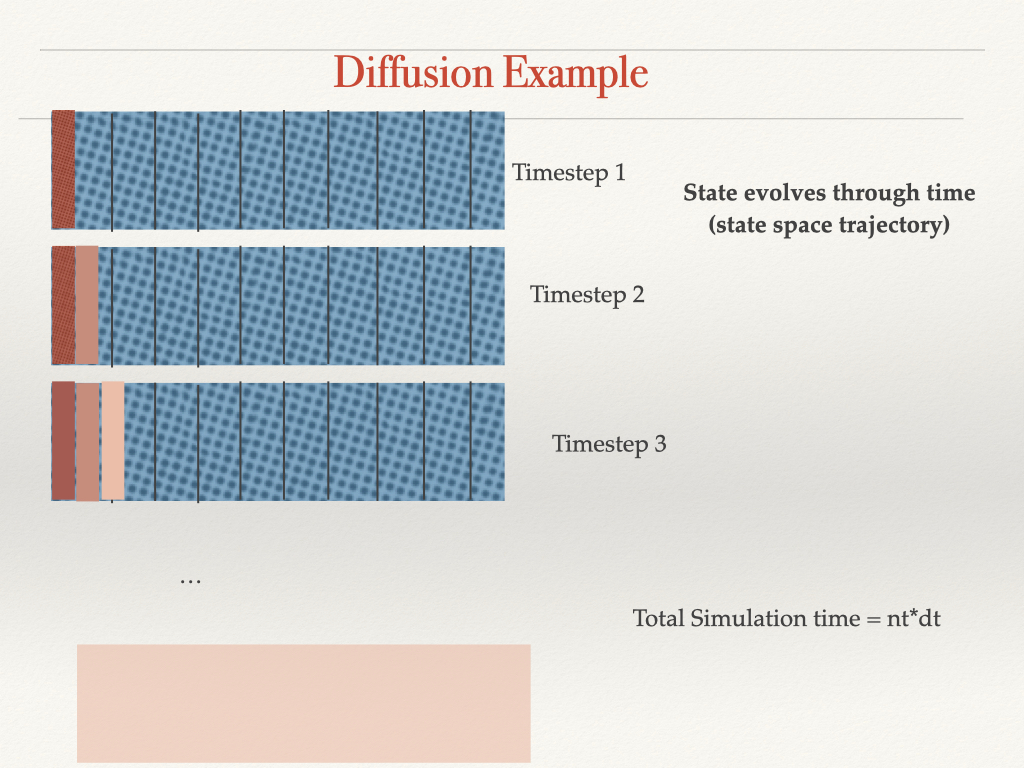 Diffusion Example
Timestep 1
State evolves through time
(state space trajectory)
Timestep 2
Timestep 3
...
Total Simulation time = nt*dt